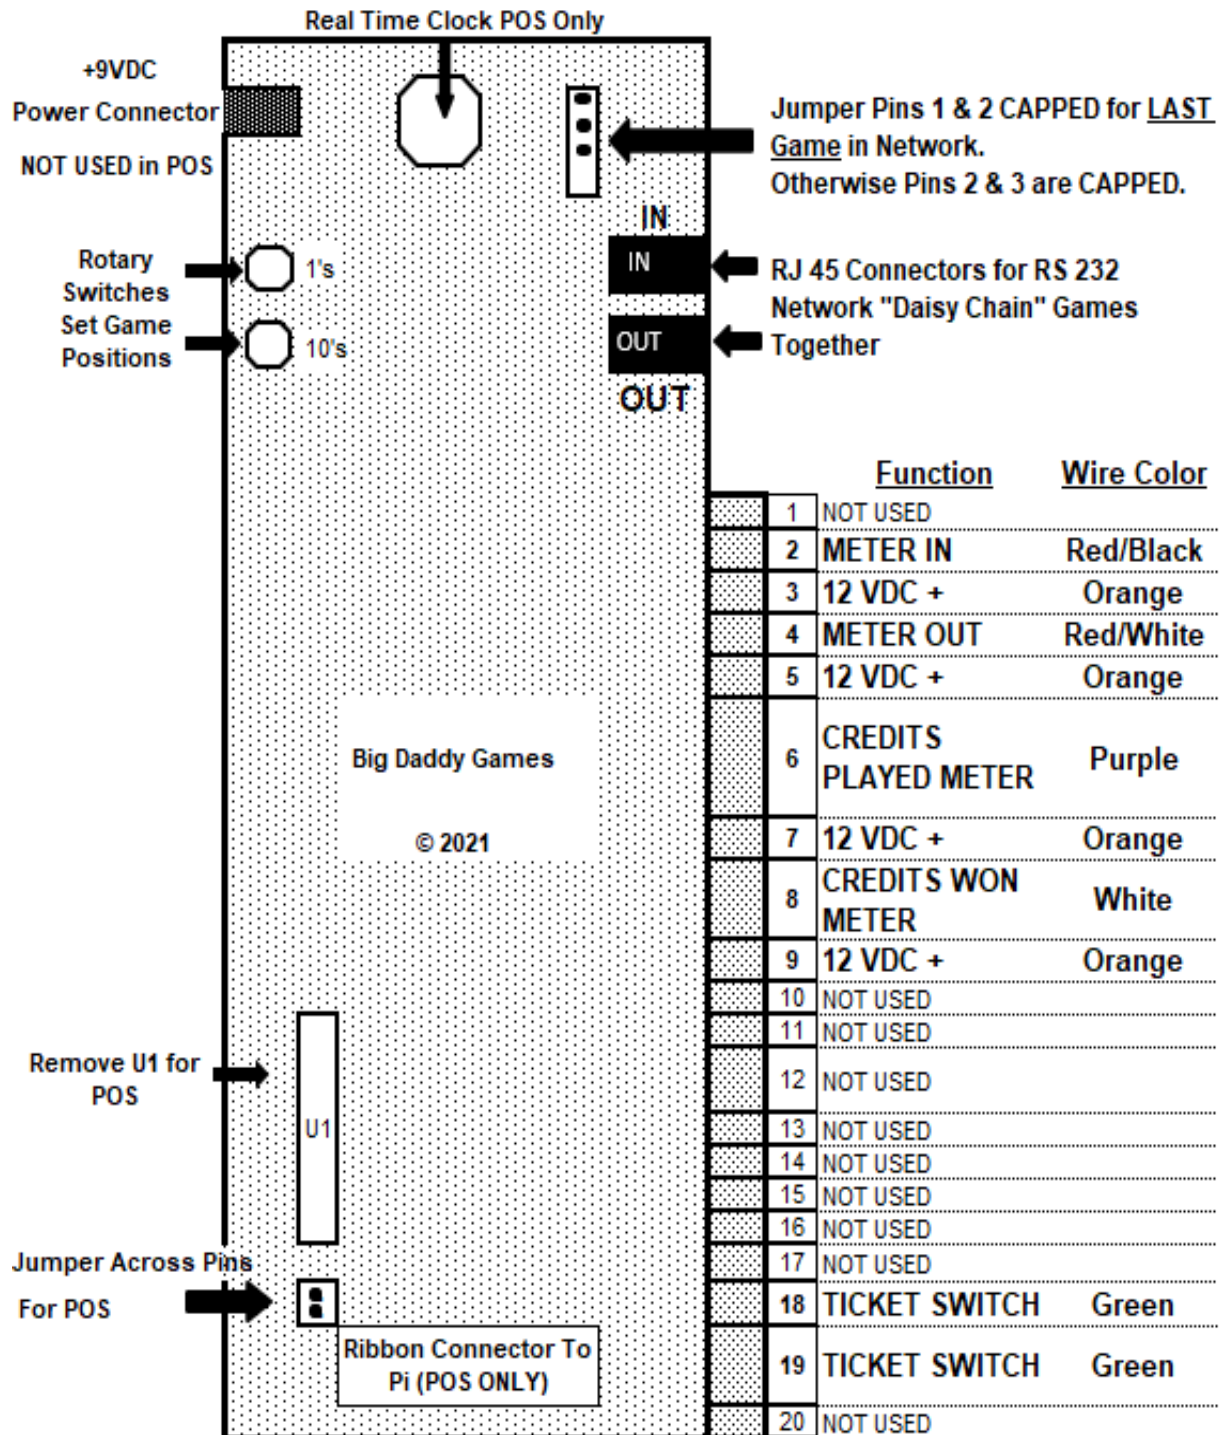 Real Time Clock POS Only
+9VDC
Power Connector
NOT USED in POS
Jumper Pins 1 & 2 CAPPED for LAST
Game in Network.
Otherwise Pins 2 & 3 are CAPPED.
Rotary
Switches
Set Game
Positions
1's
10's
IN
IN
OUT
OUT
RJ 45 Connectors for RS 232
Network "Daisy Chain" Games
Together
Function Wire Color
1 NOT USED
2 METER IN Red/Black
3 12 VDC + Orange
4 METER OUT Red/White
5 12 VDC + Orange
6 CREDITS
PLAYED METER Purple
7 12 VDC + Orange
8 CREDITS WON
METER White
9 12 VDC + Orange
10 NOT USED
11 NOT USED
12 NOT USED
13 NOT USED
14 NOT USED
15 NOT USED
16 NOT USED
17 NOT USED
18 TICKET SWITCH Green
19 TICKET SWITCH Green
20 NOT USED
Big Daddy Games
© 2021
Remove U1 for
POS
U1
Jumper Across Pins
For POS
Ribbon Connector To
Pi (POS ONLY)